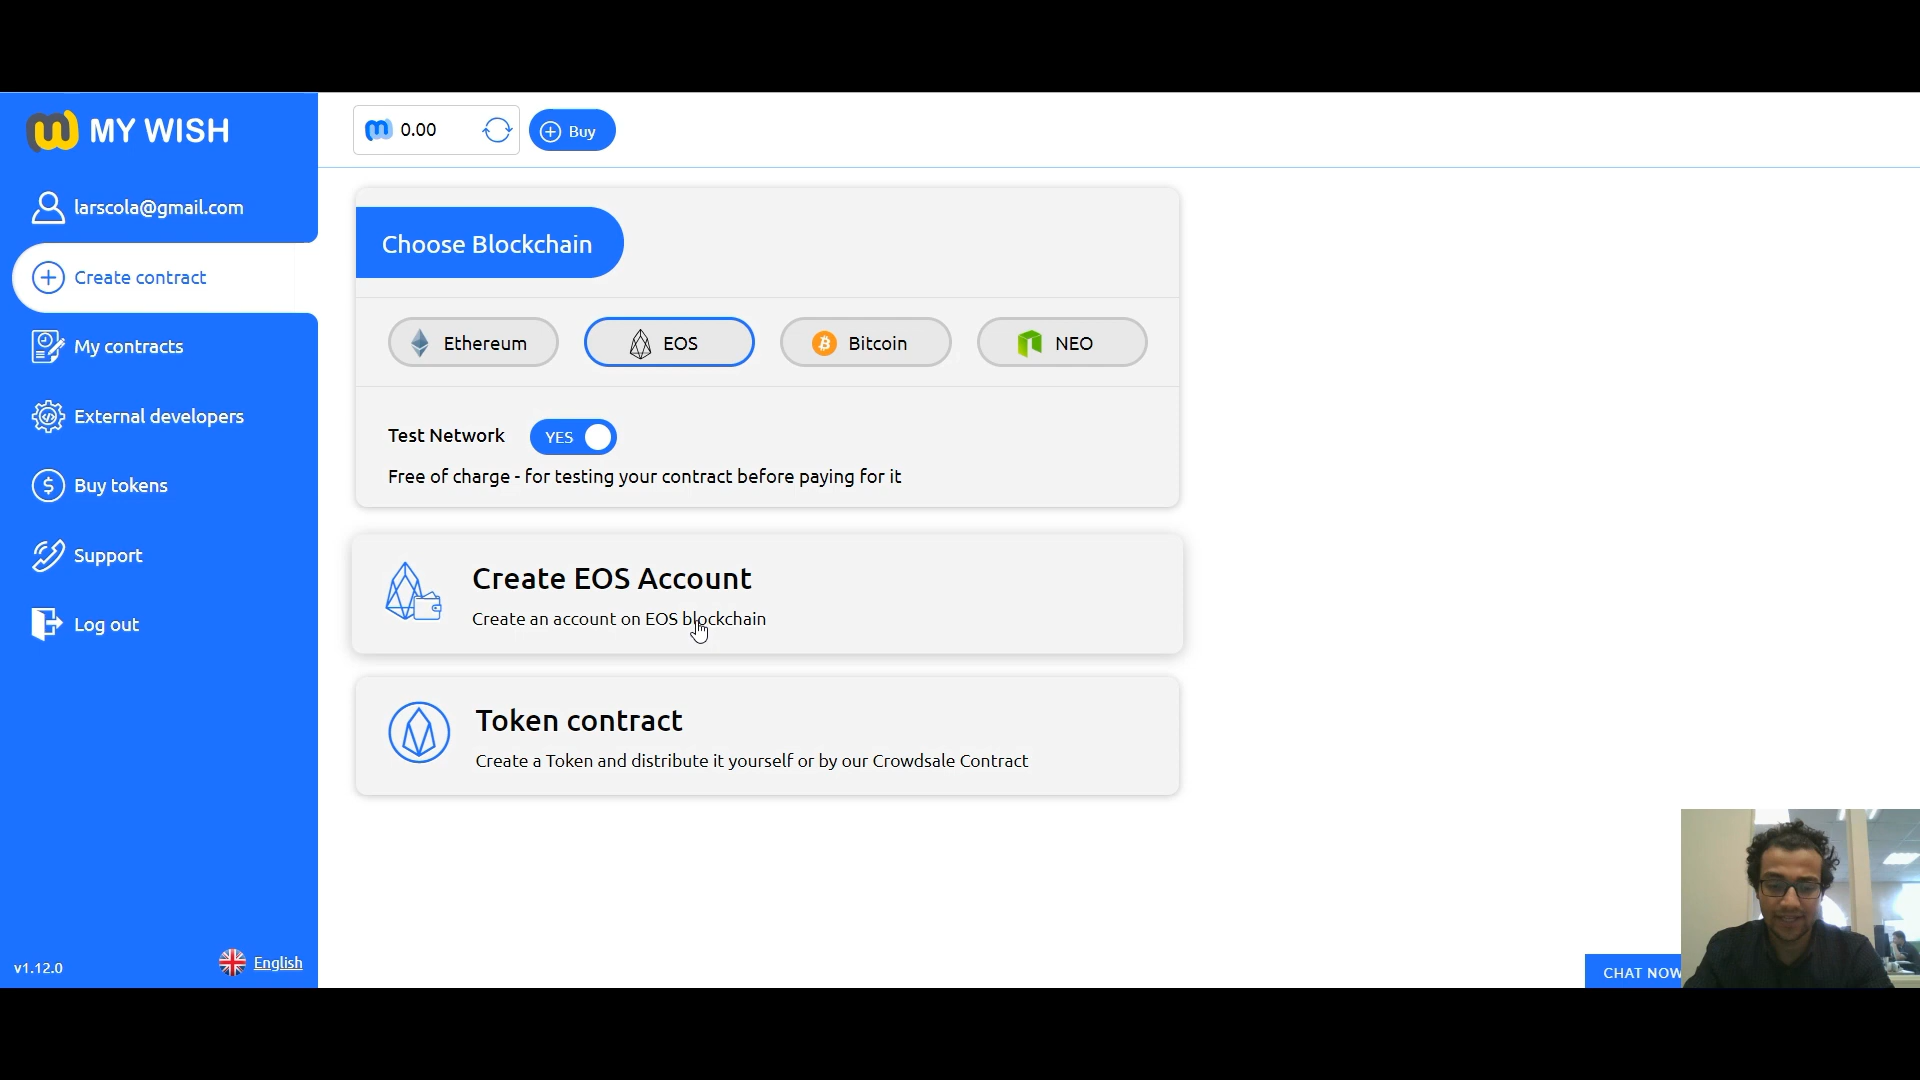 MY WISH
0.00
Buy
larscola@gmail.com
Create contract
My contracts
External developers
Buy tokens
Support
Log out
v1.12.0
English
Choose Blockchain
Ethereum
EOS
Bitcoin
NEO
Test Network
YES
Free of charge - for testing your contract before paying for it
Create EOS Account
Create an account on EOS blockchain
Token contract
Create a Token and distribute it yourself or by our Crowdsale Contract
CHAT NOW